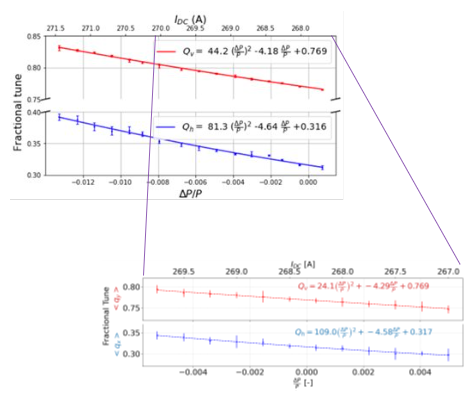 I_DC (A)
271.5 271.0 270.5 270.0 269.5 269.0 268.5 268.0
0.85
Q_v = 44.2 (ΔP/P)² -4.18 ΔP/P +0.769
0.80
0.75
Fractional tune
0.40
Q_h = 81.3 (ΔP/P)² -4.64 ΔP/P +0.316
0.35
0.30
−0.012 −0.010 −0.008 −0.006 −0.004 −0.002 0.000
ΔP/P
I_DC [A]
269.5 269.0 268.5 268.0 267.5 267.0
0.80
Q_v = 24.1(ΔP/P)² + −4.29ΔP/P +0.769
0.75
Fractional Tune
< q_y >
< q_x >
0.35
Q_h = 109.0(ΔP/P)² + −4.58ΔP/P +0.317
0.30
−0.004 −0.002 0.000 0.002 0.004
ΔP/P [-]